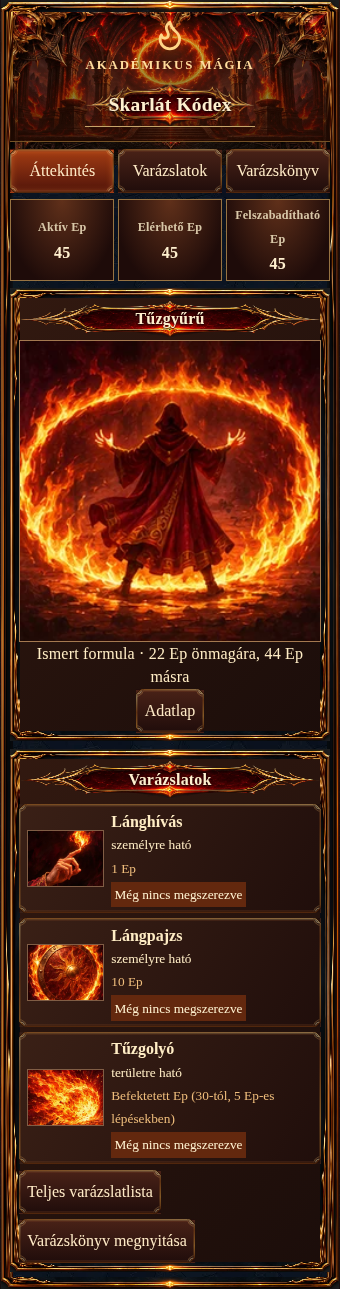 AKADÉMIKUS MÁGIA
Skarlát Kódex
Áttekintés
Varázslatok
Varázskönyv
Aktív Ep
45
Elérhető Ep
45
Felszabadítható
Ep
45
Tűzgyűrű
Ismert formula · 22 Ep önmagára, 44 Ep
másra
Adatlap
Varázslatok
Lánghívás
személyre ható
1 Ep
Még nincs megszerezve
Lángpajzs
személyre ható
10 Ep
Még nincs megszerezve
Tűzgolyó
területre ható
Befektetett Ep (30-tól, 5 Ep-es
lépésekben)
Még nincs megszerezve
Teljes varázslatlista
Varázskönyv megnyitása